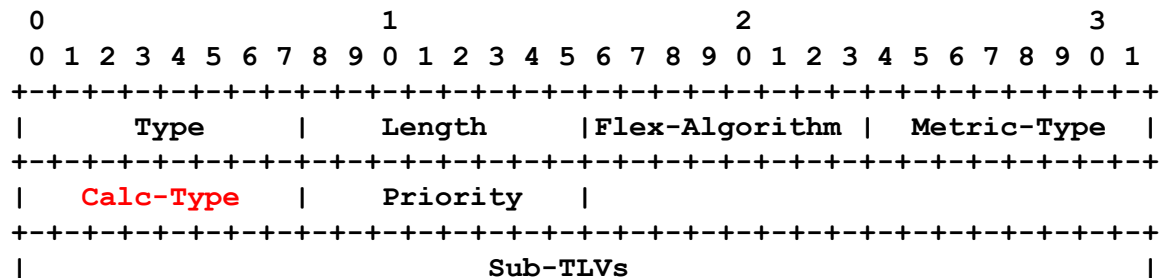 0                   1                   2                   3
 0 1 2 3 4 5 6 7 8 9 0 1 2 3 4 5 6 7 8 9 0 1 2 3 4 5 6 7 8 9 0 1
+-+-+-+-+-+-+-+-+-+-+-+-+-+-+-+-+-+-+-+-+-+-+-+-+-+-+-+-+-+-+-+-+
|      Type     |    Length     |Flex-Algorithm |  Metric-Type  |
+-+-+-+-+-+-+-+-+-+-+-+-+-+-+-+-+-+-+-+-+-+-+-+-+-+-+-+-+-+-+-+-+
|   Calc-Type   |    Priority   |
+-+-+-+-+-+-+-+-+-+-+-+-+-+-+-+-+-+-+-+-+-+-+-+-+-+-+-+-+-+-+-+-+
|                          Sub-TLVs                             |